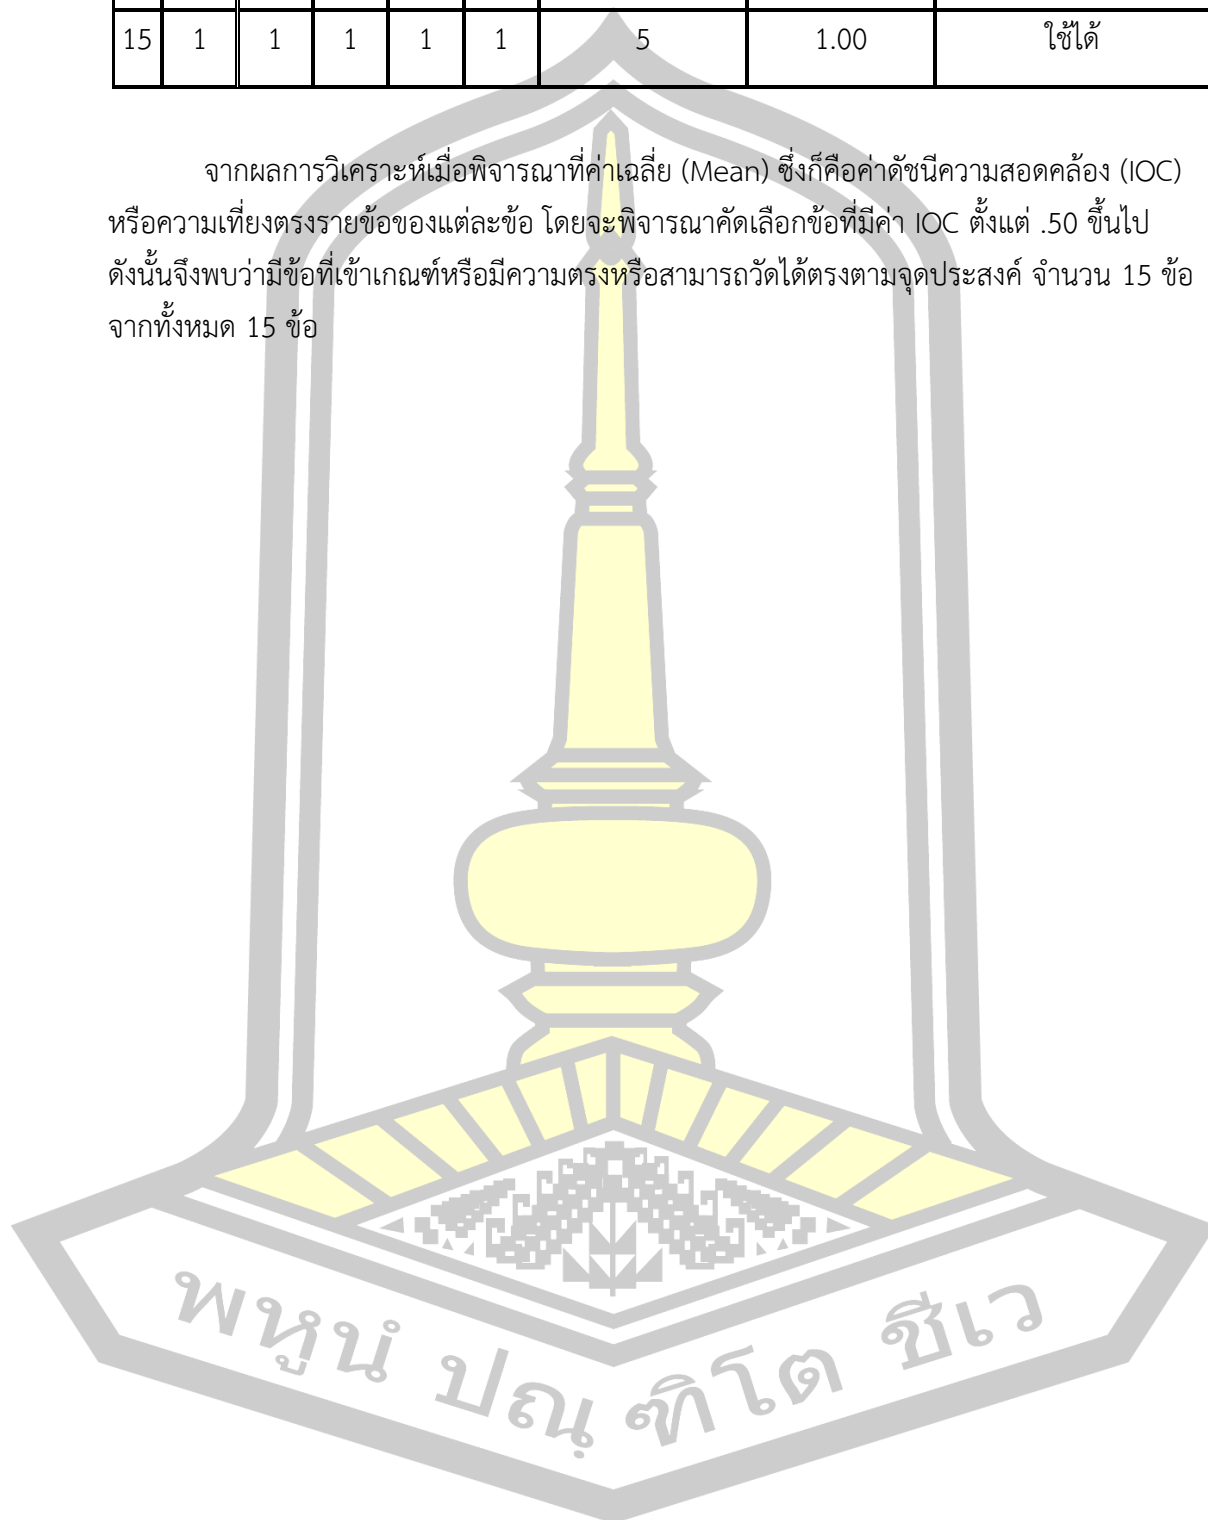 15 1 1 1 1 1 5 1.00 ใช้ได้
จากผลการวิเคราะห์เมื่อพิจารณาที่ค่าเฉลี่ย (Mean) ซึ่งก็คือค่าดัชนีความสอดคล้อง (IOC)
หรือความเที่ยงตรงรายข้อของแต่ละข้อ โดยจะพิจารณาคัดเลือกข้อที่มีค่า IOC ตั้งแต่ .50 ขึ้นไป
ดังนั้นจึงพบว่ามีข้อที่เข้าเกณฑ์หรือมีความตรงหรือสามารถวัดได้ตรงตามจุดประสงค์ จำนวน 15 ข้อ
จากทั้งหมด 15 ข้อ
พหูนํ ปณฺ ฑิโต ชีเว